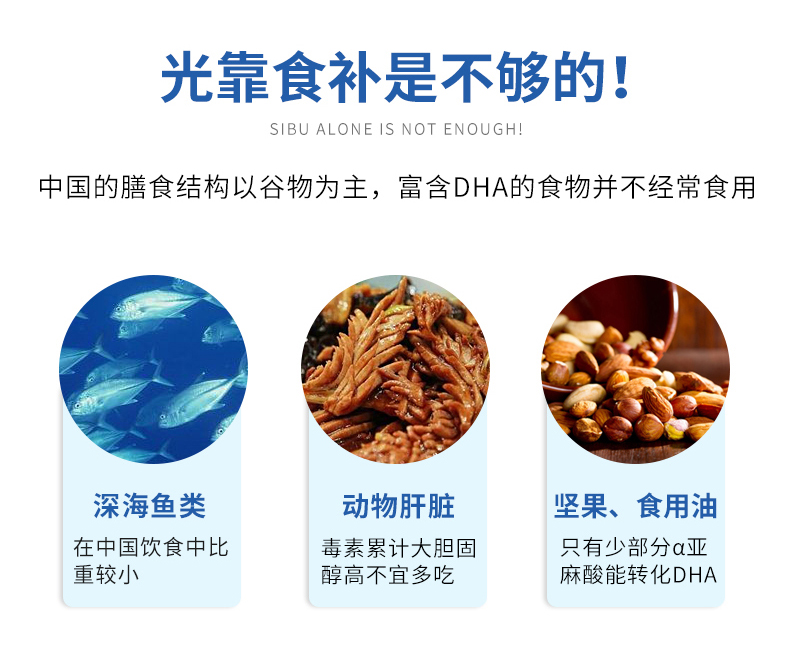 光靠食补是不够的！
SIBU ALONE IS NOT ENOUGH!
中国的膳食结构以谷物为主，富含DHA的食物并不经常食用
深海鱼类
在中国饮食中比
重较小
动物肝脏
毒素累计大胆固
醇高不宜多吃
坚果、食用油
只有少部分α亚
麻酸能转化DHA